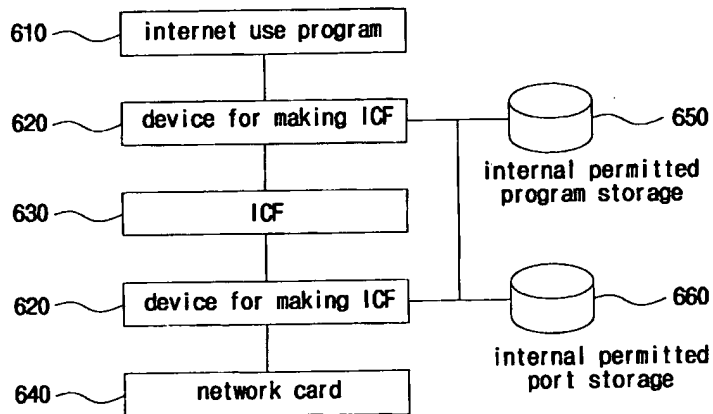 610
internet use program
620
device for making ICF
650
internal permitted
program storage
630
ICF
620
device for making ICF
660
internal permitted
port storage
640
network card